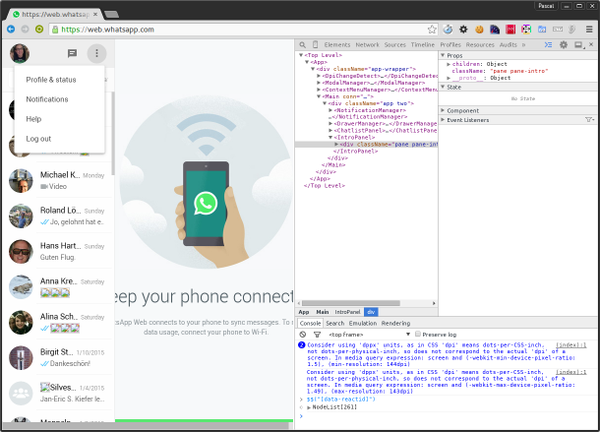 Pascal
https://web.whatsapp.com
https://web.whatsapp.com
Profile & status
Notifications
Help
Log out
Michael K... Monday
Video
Roland Lö... Sunday
Jo, gelohnt hat e..
Hans Hart... Sunday
Guten Flug.
Anna Kre... Saturday
Alina Sch... Saturday
Birgit St... 1/10/2015
Dankeschön!
Silves... 1/4/2015
Jan-Eric S. Kiefer le..
eep your phone connect
tsApp Web connects to your phone to sync messages. To
data usage, connect your phone to Wi-Fi.
Elements Network Sources Timeline Profiles Resources Audits »
<Top Level>
▼<App>
▼<div className="app-wrapper">
▶<DpiChangeDetect…</DpiChangeDetect
▶<ModalManager>…</ModalManager>
▶<ContextMenuManager>…</ContextMenu
▼<Main conn="…">
▼<div className="app two">
▶<NotificationManager>
…</NotificationManager>
▶<DrawerManager>…</DrawerManager>
▶<ChatlistPanel>…</ChatlistPanel>
▼<IntroPanel>
▶<div className="pane pane-int
</IntroPanel>
</div>
</Main>
</div>
</App>
</Top Level>
App Main IntroPanel div
▼ Props
▶ children: Object
className: "pane pane-intro"
▶ __proto__: Object
▼ State
No State
▶ Component
▶ Event Listeners
Console Search Emulation Rendering
<top frame> Preserve log
2 Consider using 'dppx' units, as in CSS 'dpi' means dots-per-CSS-inch, (index):1
not dots-per-physical-inch, so does not correspond to the actual 'dpi' of a
screen. In media query expression: screen and (-webkit-min-device-pixel-ratio:
1.5), (min-resolution: 144dpi)
Consider using 'dppx' units, as in CSS 'dpi' means dots-per-CSS-inch, (index):1
not dots-per-physical-inch, so does not correspond to the actual 'dpi' of a
screen. In media query expression: screen and (-webkit-max-device-pixel-ratio:
1.49), (max-resolution: 143dpi)
> $$("[data-reactid]")
▶ NodeList[261]
>